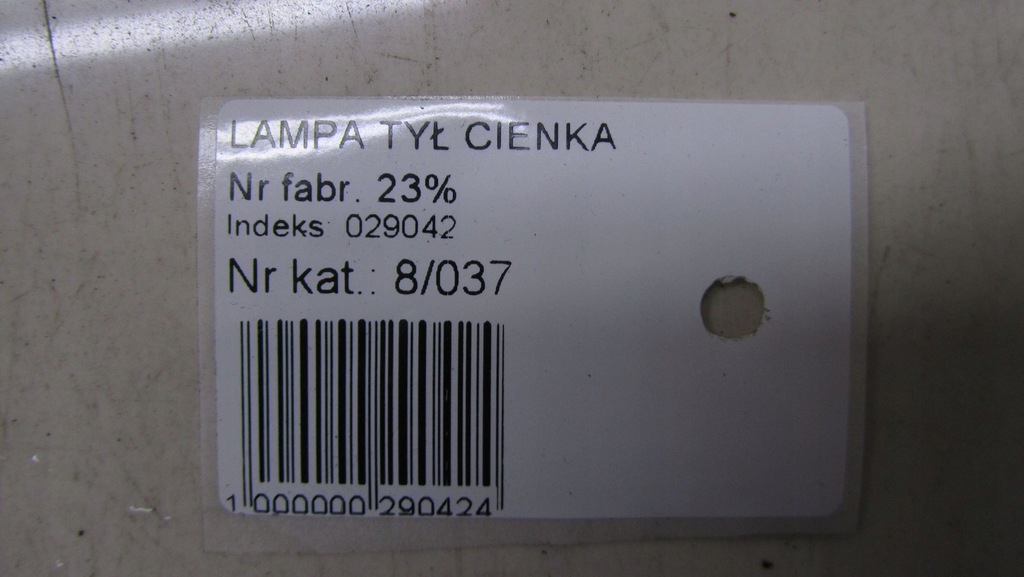 LAMPA TYŁ CIENKA
Nr fabr. 23%
Indeks: 029042
Nr kat.: 8/037
1 000000 290424